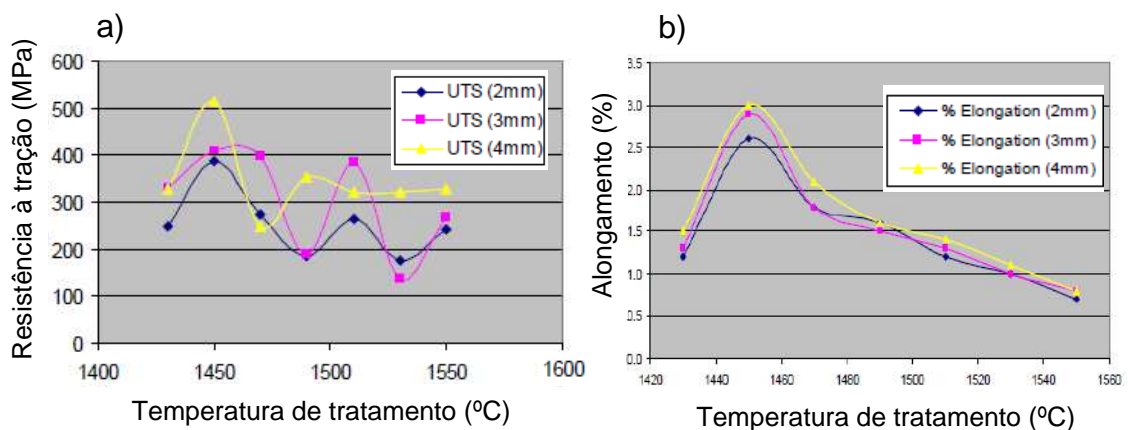 a)
Resistência à tração (MPa)
600
500
400
300
200
100
0
UTS (2mm)
UTS (3mm)
UTS (4mm)
1400 1450 1500 1550 1600
Temperatura de tratamento (ºC)
b)
Alongamento (%)
3.5
3.0
2.5
2.0
1.5
1.0
0.5
0.0
% Elongation (2mm)
% Elongation (3mm)
% Elongation (4mm)
1420 1440 1460 1480 1500 1520 1540 1560
Temperatura de tratamento (ºC)